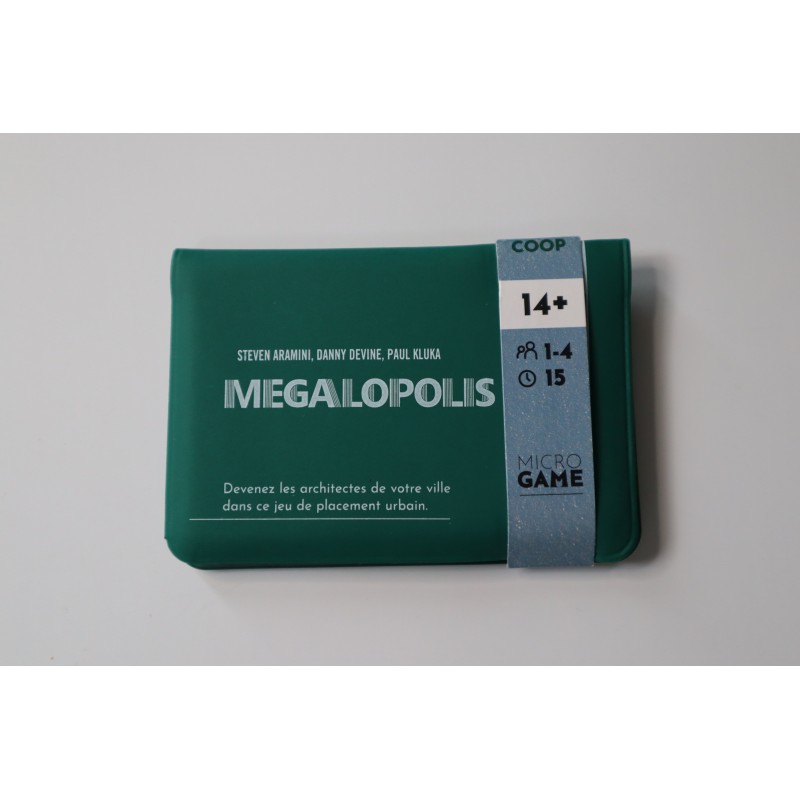 STEVEN ARAMINI, DANNY DEVINE, PAUL KLUKA
MEGALOPOLIS
Devenez les architectes de votre ville
dans ce jeu de placement urbain.
COOP
14+
1-4
15
MICRO
GAME